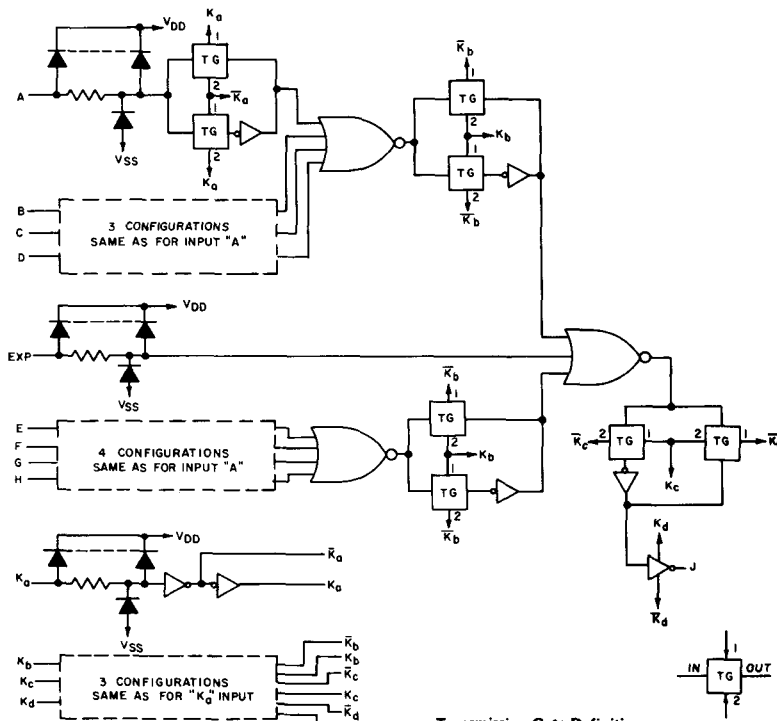 VDD
Ka
1
TG
2
K̄a
A
1
TG
2
VSS
Ka
K̄b
1
TG
2
Kb
1
TG
2
K̄b
B
C
D
3 CONFIGURATIONS
SAME AS FOR INPUT "A"
VDD
EXP
VSS
K̄b
1
TG
2
Kb
1
TG
2
K̄b
E
F
G
H
4 CONFIGURATIONS
SAME AS FOR INPUT "A"
K̄c 2 TG 1
2 TG 1
Kc
Kd
J
K̄d
VDD
Ka
K̄a
Ka
VSS
Kb
Kc
Kd
3 CONFIGURATIONS
SAME AS FOR "Ka" INPUT
K̄b
Kb
K̄c
Kc
K̄d
1
IN TG OUT
2